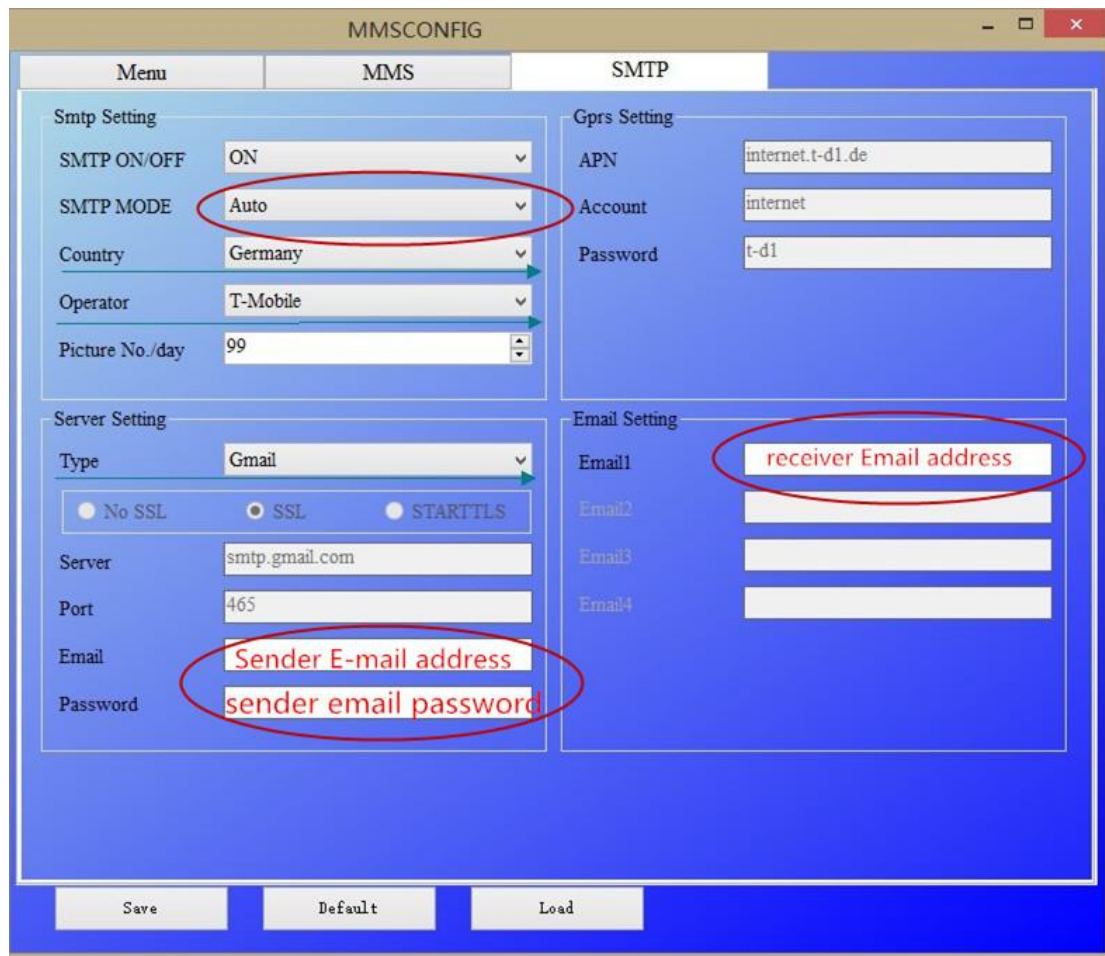 MMSCONFIG
Menu
MMS
SMTP
Smtp Setting
SMTP ON/OFF
ON
SMTP MODE
Auto
Country
Germany
Operator
T-Mobile
Picture No./day
99
Gprs Setting
APN
internet.t-d1.de
Account
internet
Password
t-d1
Server Setting
Type
Gmail
No SSL
SSL
STARTTLS
Server
smtp.gmail.com
Port
465
Email
Sender E-mail address
Password
sender email password
Email Setting
Email1
receiver Email address
Email2
Email3
Email4
Save
Default
Load